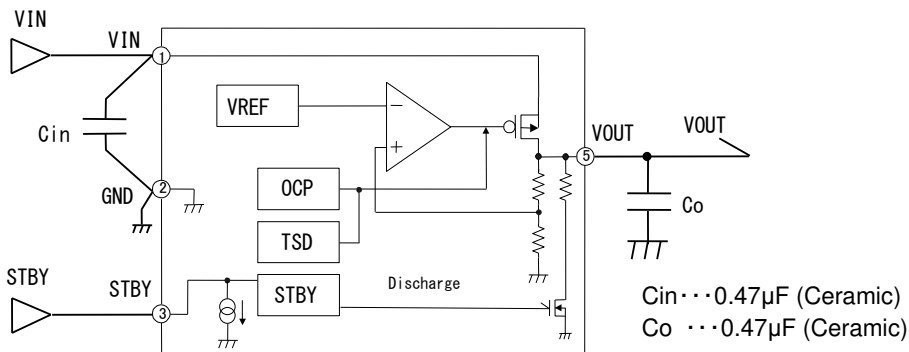 VIN
VIN
1
VREF
−
+
VOUT
5
VOUT
Cin
GND
2
OCP
Co
TSD
STBY
STBY
3
STBY
Discharge
Cin···0.47µF (Ceramic)
Co ···0.47µF (Ceramic)